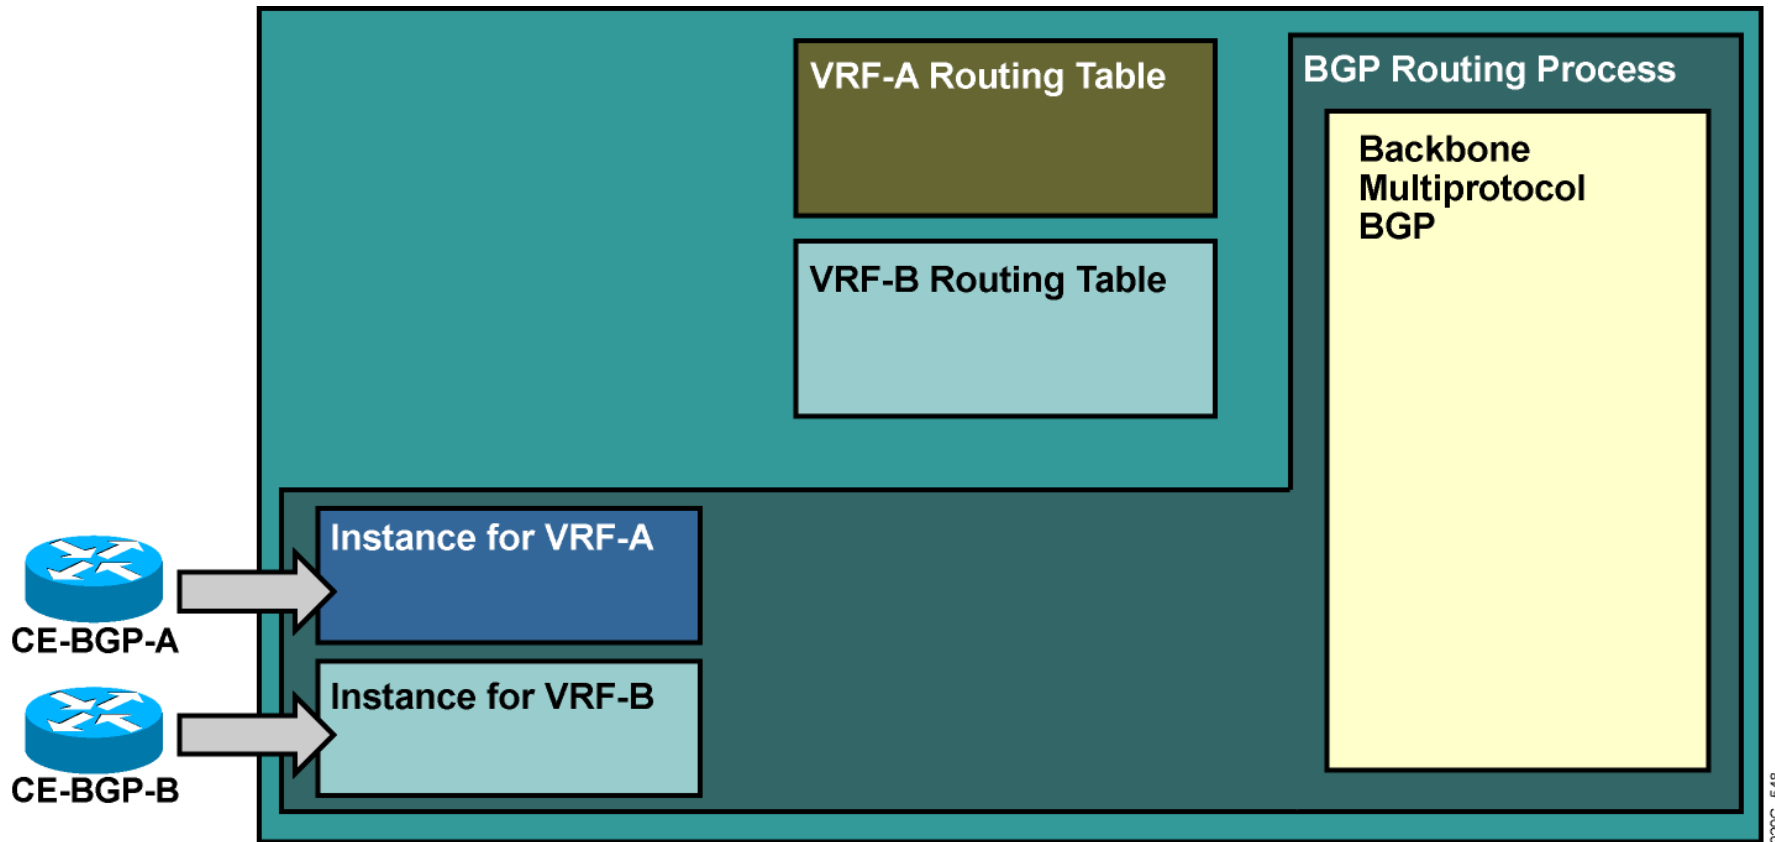 VRF-A Routing Table
BGP Routing Process
Backbone
Multiprotocol
BGP
VRF-B Routing Table
Instance for VRF-A
CE-BGP-A
Instance for VRF-B
CE-BGP-B